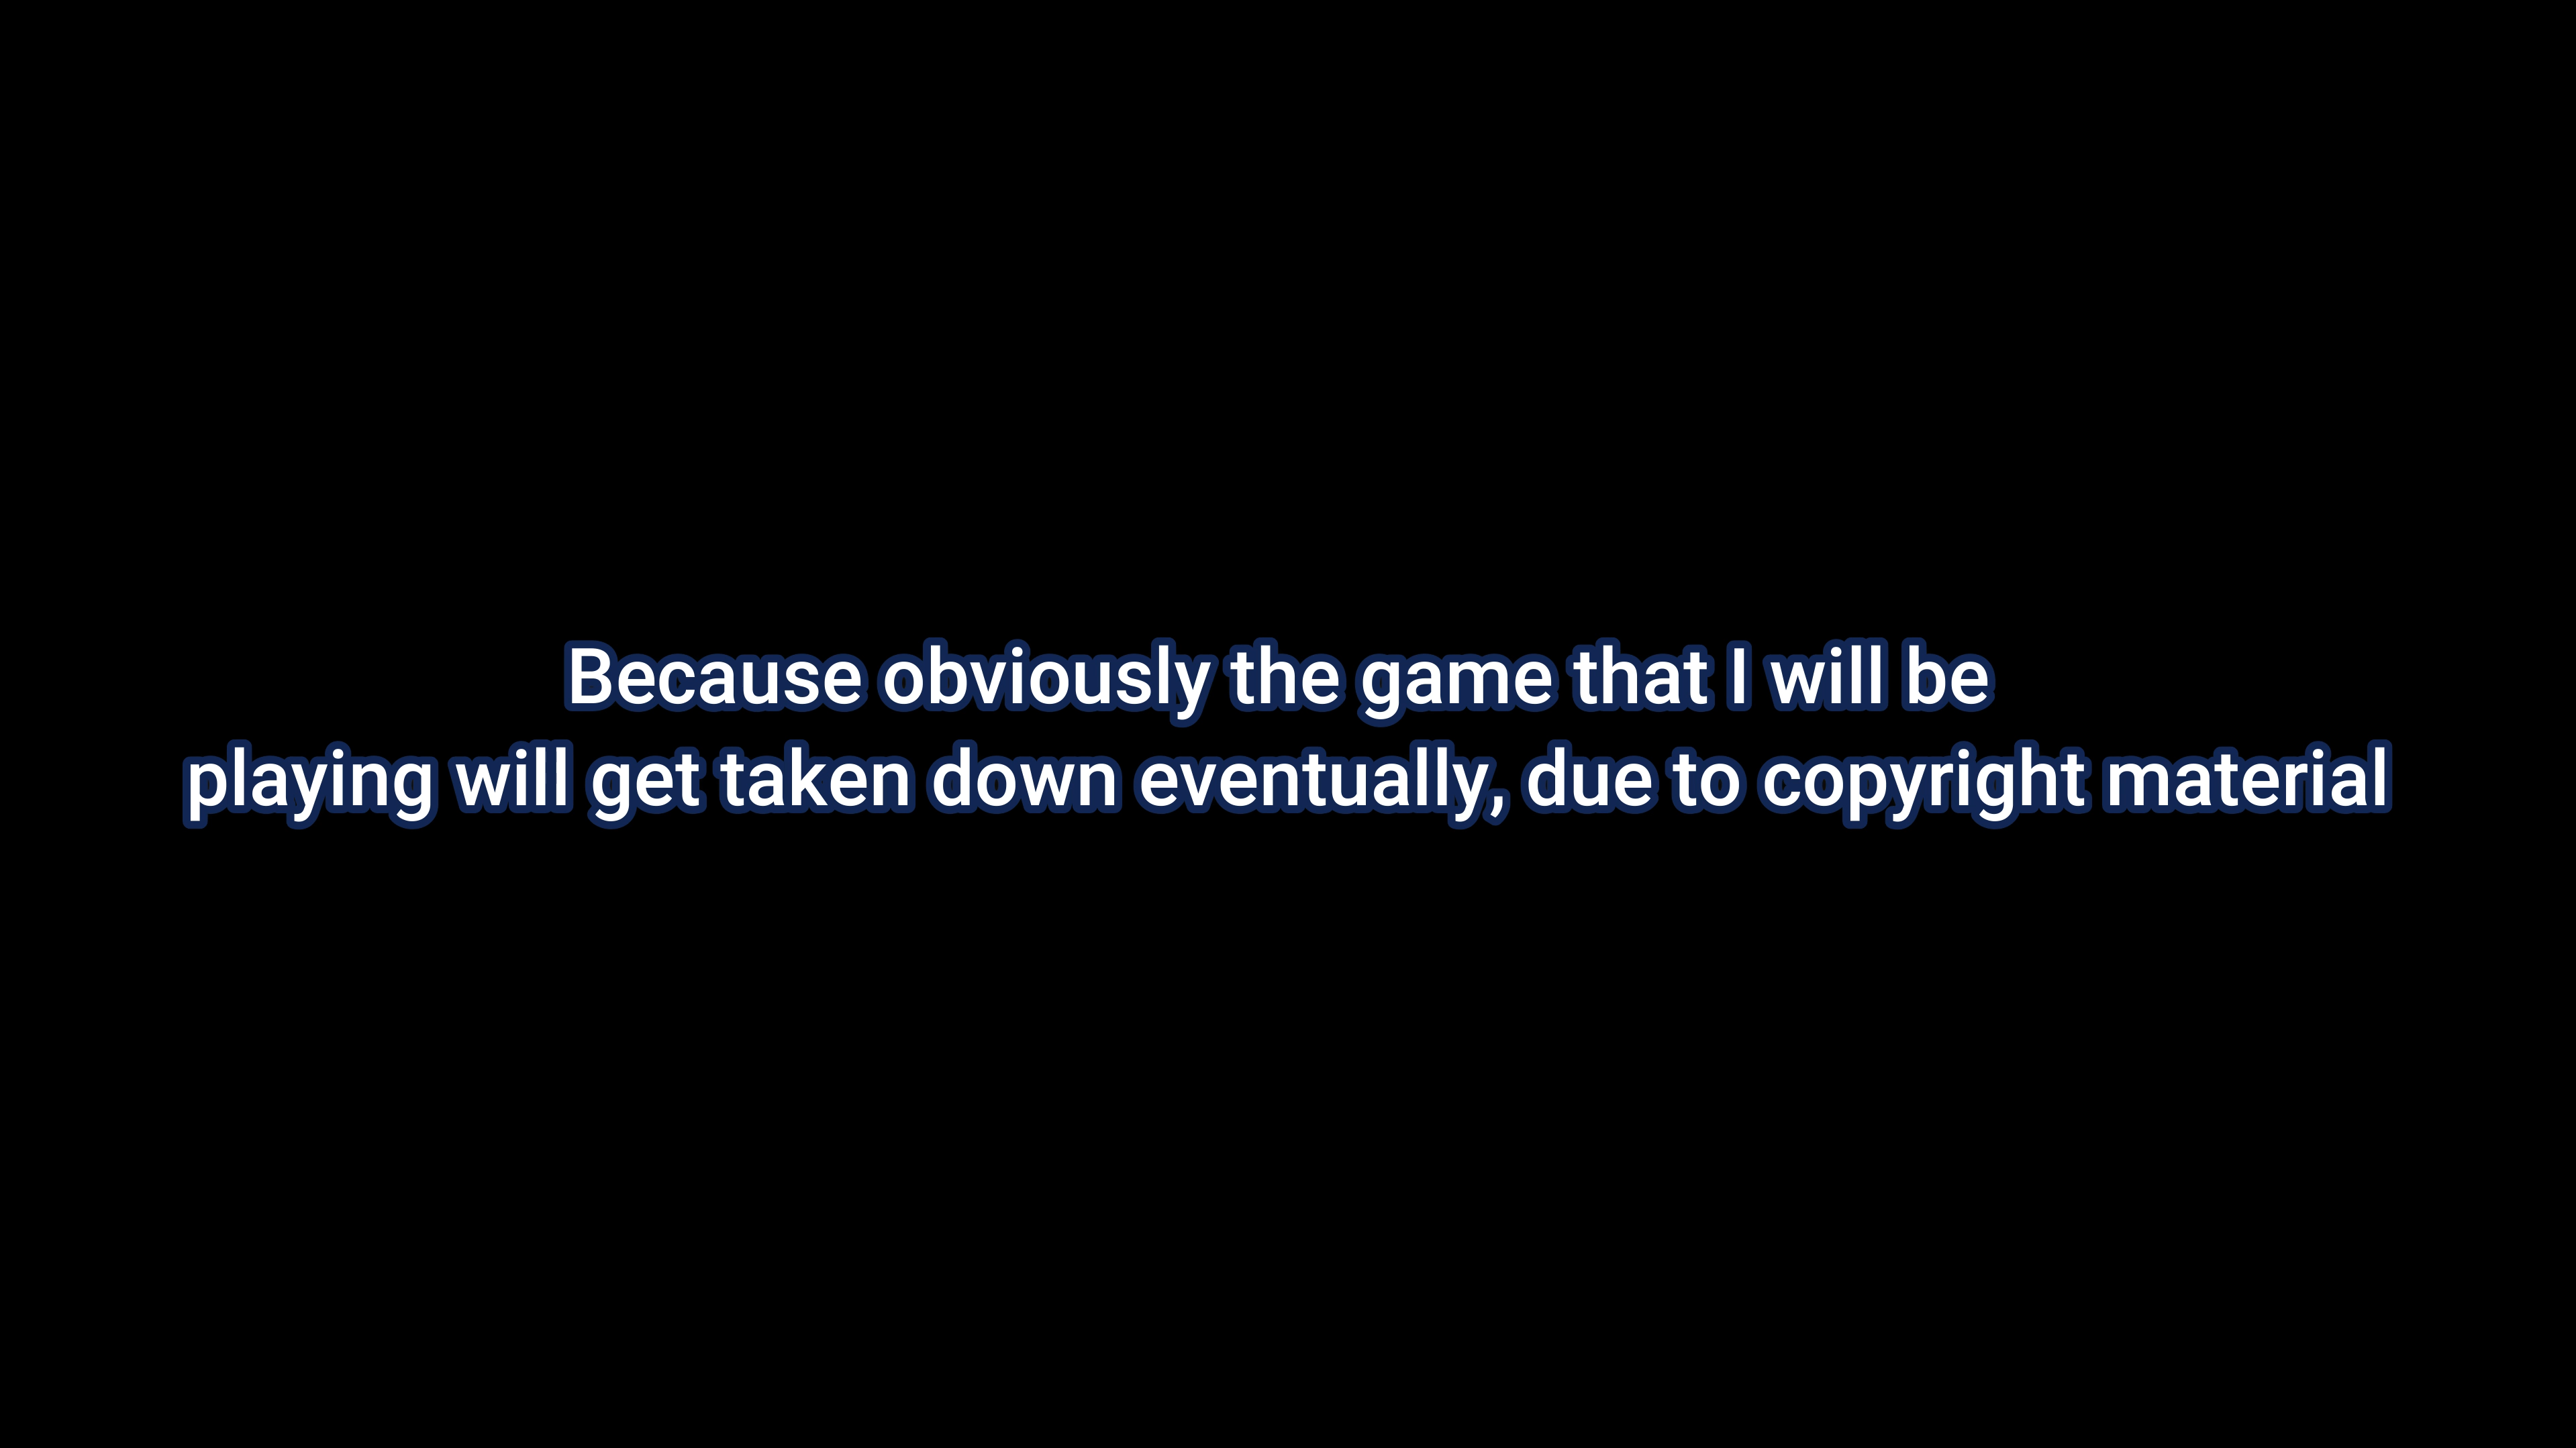 Because obviously the game that I will be
playing will get taken down eventually, due to copyright material